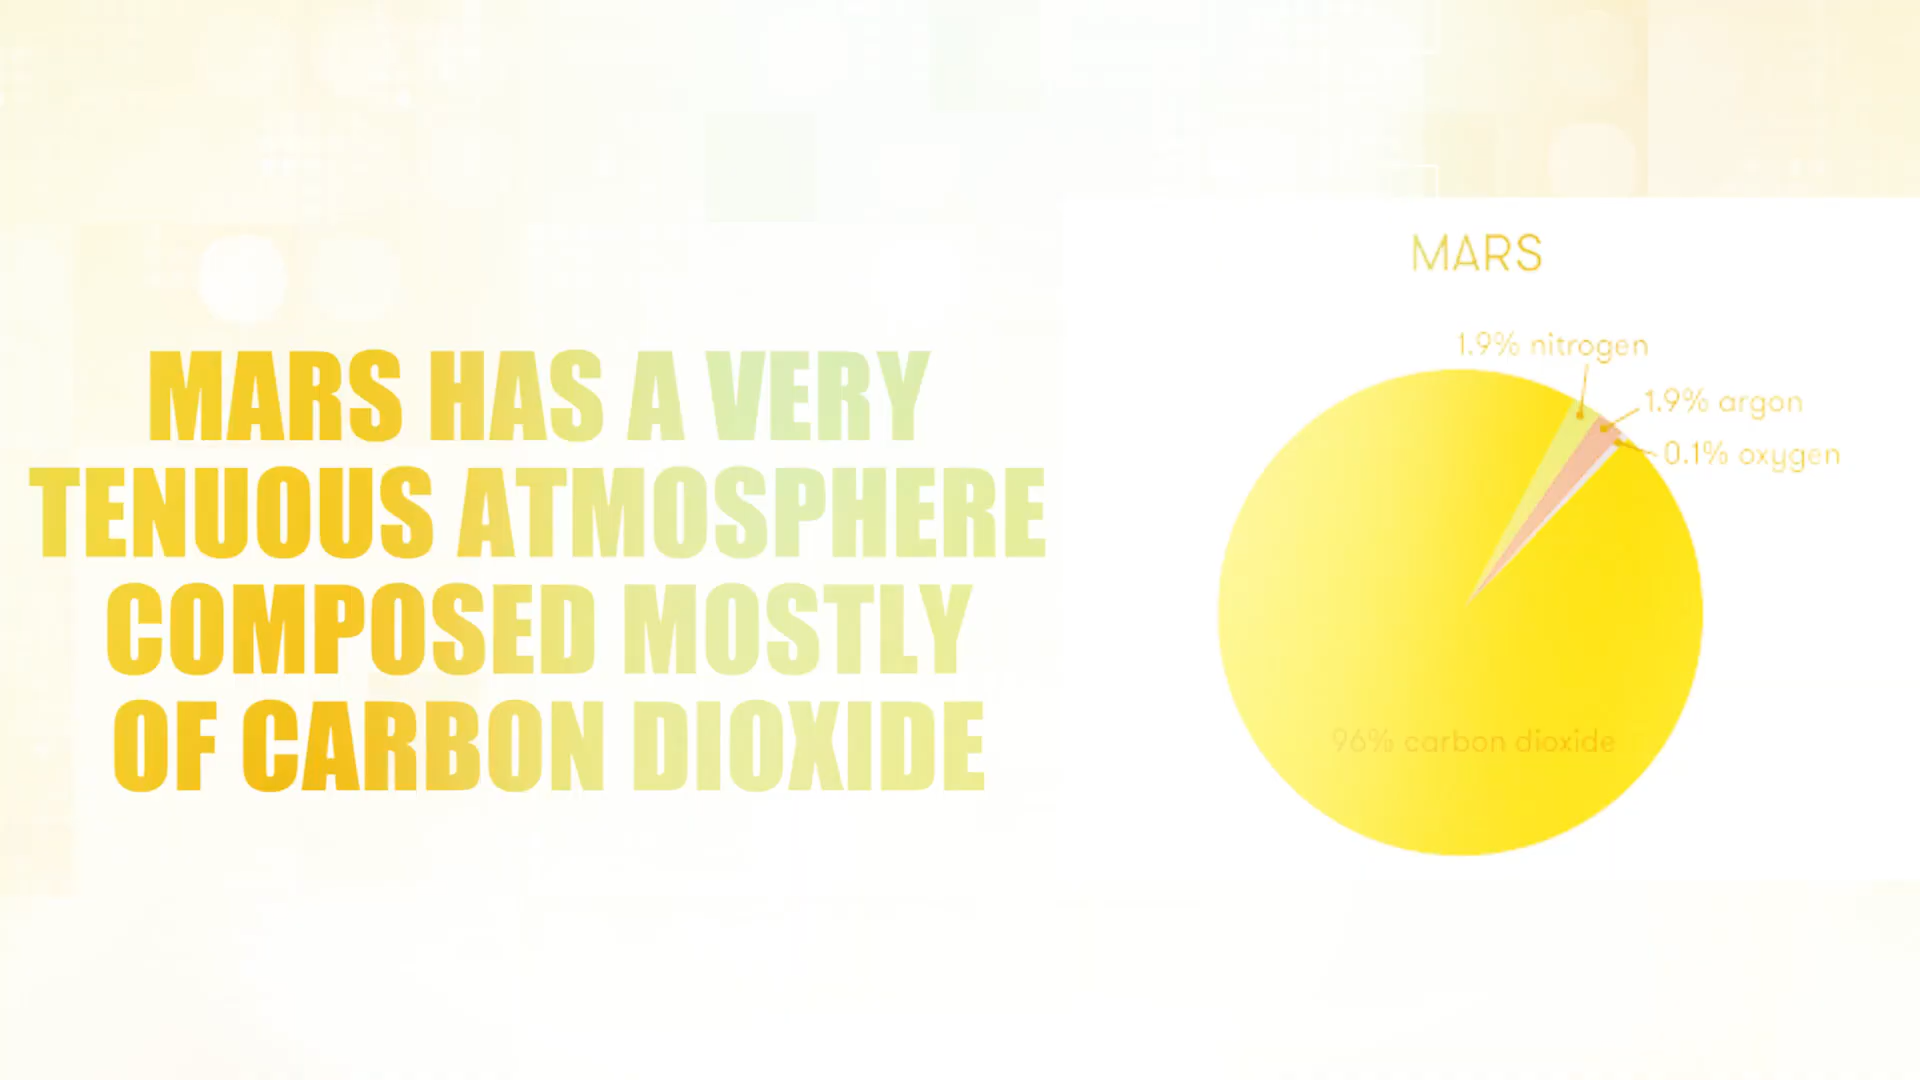 MARS HAS A VERY
TENUOUS ATMOSPHERE
COMPOSED MOSTLY
OF CARBON DIOXIDE
MARS
1.9% nitrogen
1.9% argon
0.1% oxygen
96% carbon dioxide